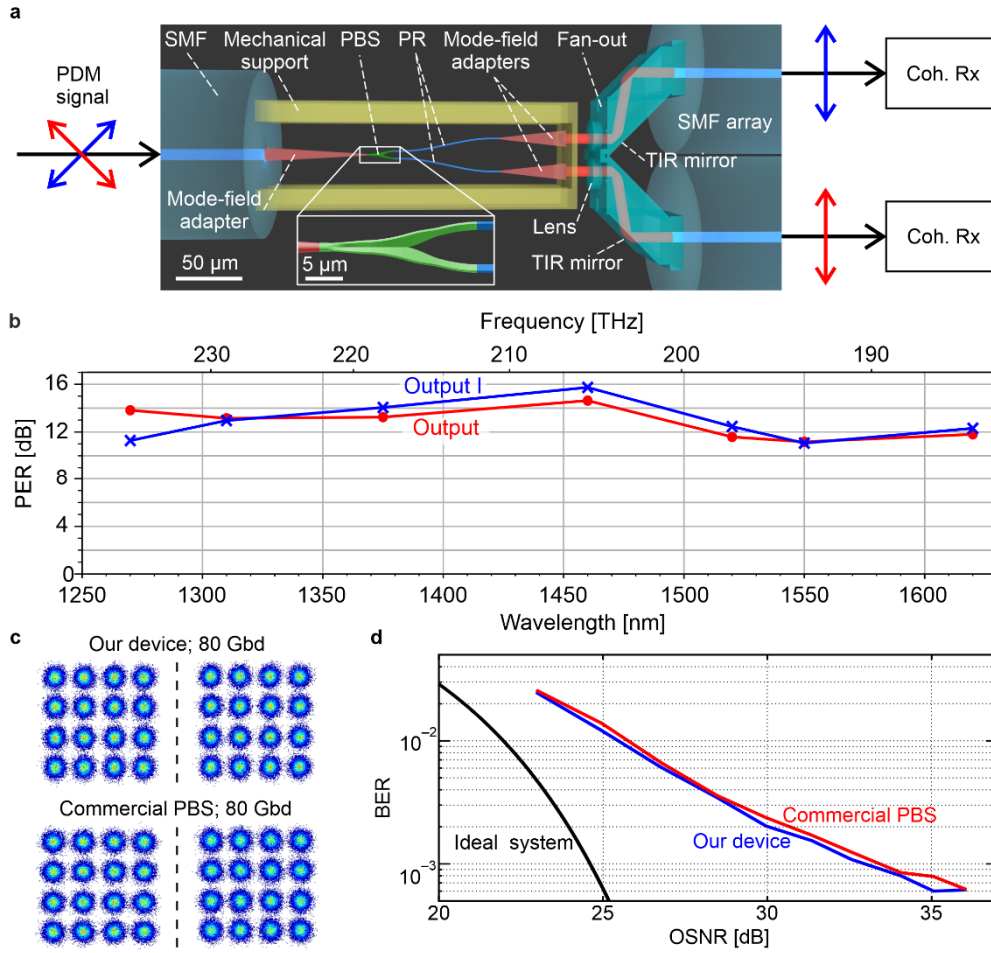 a
SMF
Mechanical
support
PBS
PR
Mode-field
adapters
Fan-out
PDM
signal
Coh. Rx
SMF array
TIR mirror
Mode-field
adapter
Lens
TIR mirror
Coh. Rx
50 µm
5 µm
b
Frequency [THz]
230
220
210
200
190
16
12
8
4
0
PER [dB]
Output I
Output
1250
1300
1350
1400
1450
1500
1550
1600
Wavelength [nm]
c
Our device; 80 Gbd
Commercial PBS; 80 Gbd
d
BER
10⁻²
10⁻³
Ideal system
Commercial PBS
Our device
20
25
30
35
OSNR [dB]